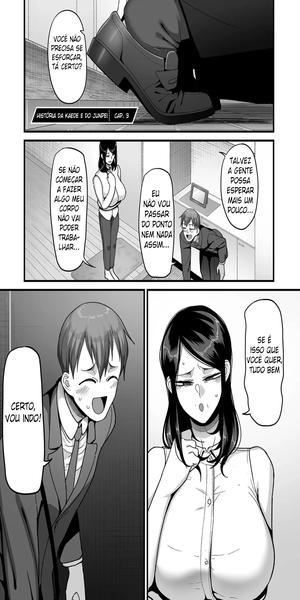 VOCÊ NÃO
PRECISA SE
ESFORÇAR,
TÁ CERTO?
HISTÓRIA DA KAEDE E DO JUNPEI
CAP. 3
TALVEZ
A GENTE
POSSA
ESPERAR
MAIS UM
POUCO...
SE NÃO
COMEÇAR
A FAZER
ALGO MEU
CORPO
NÃO VAI
PODER
TRABA-
LHAR...
EU
NÃO VOU
PASSAR
DO PONTO
NEM NADA
ASSIM...
SE É
ISSO QUE
VOCÊ QUER,
TUDO BEM
CERTO,
VOU INDO!